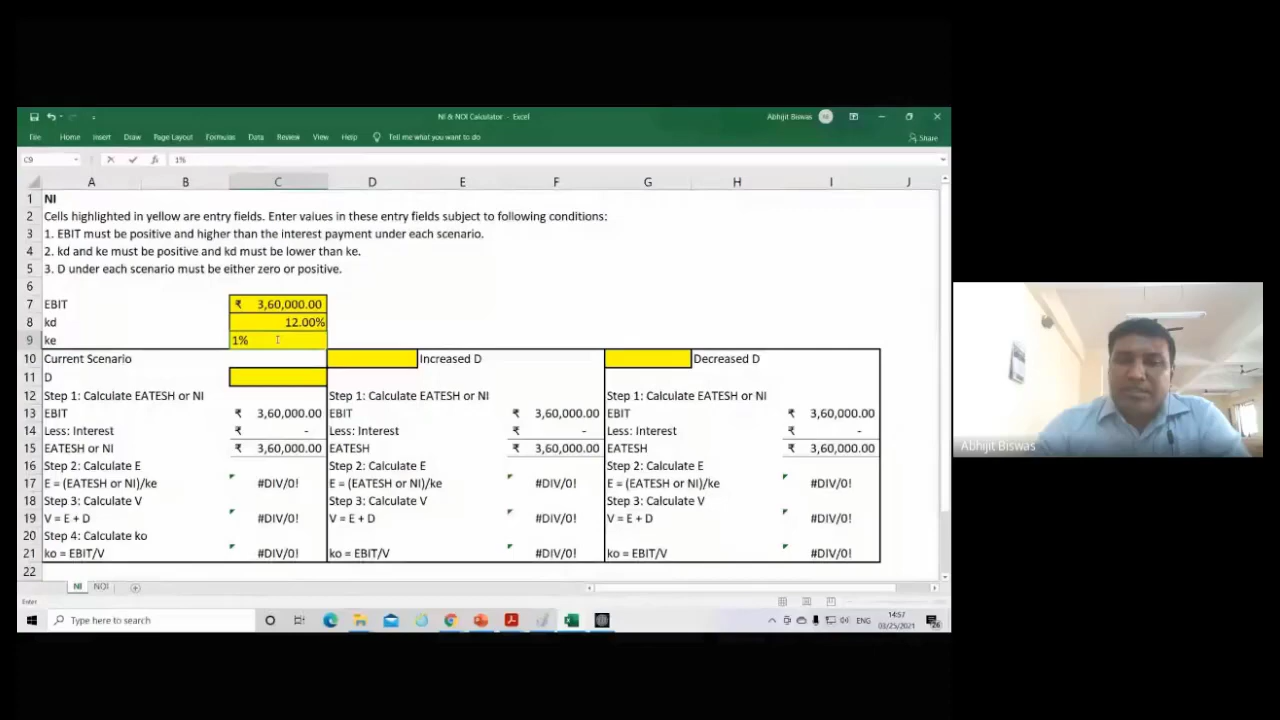 NI & NOI Calculator - Excel
Abhijit Biswas
File Home Insert Draw Page Layout Formulas Data Review View Help Tell me what you want to do Share
C9 fx 1%
A B C D E F G H I J
1 NI
2 Cells highlighted in yellow are entry fields. Enter values in these entry fields subject to following conditions:
3 1. EBIT must be positive and higher than the interest payment under each scenario.
4 2. kd and ke must be positive and kd must be lower than ke.
5 3. D under each scenario must be either zero or positive.
6
7 EBIT ₹ 3,60,000.00
8 kd 12.00%
9 ke 1%
10 Current Scenario Increased D Decreased D
11 D
12 Step 1: Calculate EATESH or NI Step 1: Calculate EATESH or NI Step 1: Calculate EATESH or NI
13 EBIT ₹ 3,60,000.00 EBIT ₹ 3,60,000.00 EBIT ₹ 3,60,000.00
14 Less: Interest ₹ - Less: Interest ₹ - Less: Interest ₹ -
15 EATESH or NI ₹ 3,60,000.00 EATESH ₹ 3,60,000.00 EATESH ₹ 3,60,000.00
16 Step 2: Calculate E Step 2: Calculate E Step 2: Calculate E
17 E = (EATESH or NI)/ke #DIV/0! E = (EATESH or NI)/ke #DIV/0! E = (EATESH or NI)/ke #DIV/0!
18 Step 3: Calculate V Step 3: Calculate V Step 3: Calculate V
19 V = E + D #DIV/0! V = E + D #DIV/0! V = E + D #DIV/0!
20 Step 4: Calculate ko
21 ko = EBIT/V #DIV/0! ko = EBIT/V #DIV/0! ko = EBIT/V #DIV/0!
22
NI NOI
Enter
Type here to search ENG 14:57
03/25/2021
Abhijit Biswas